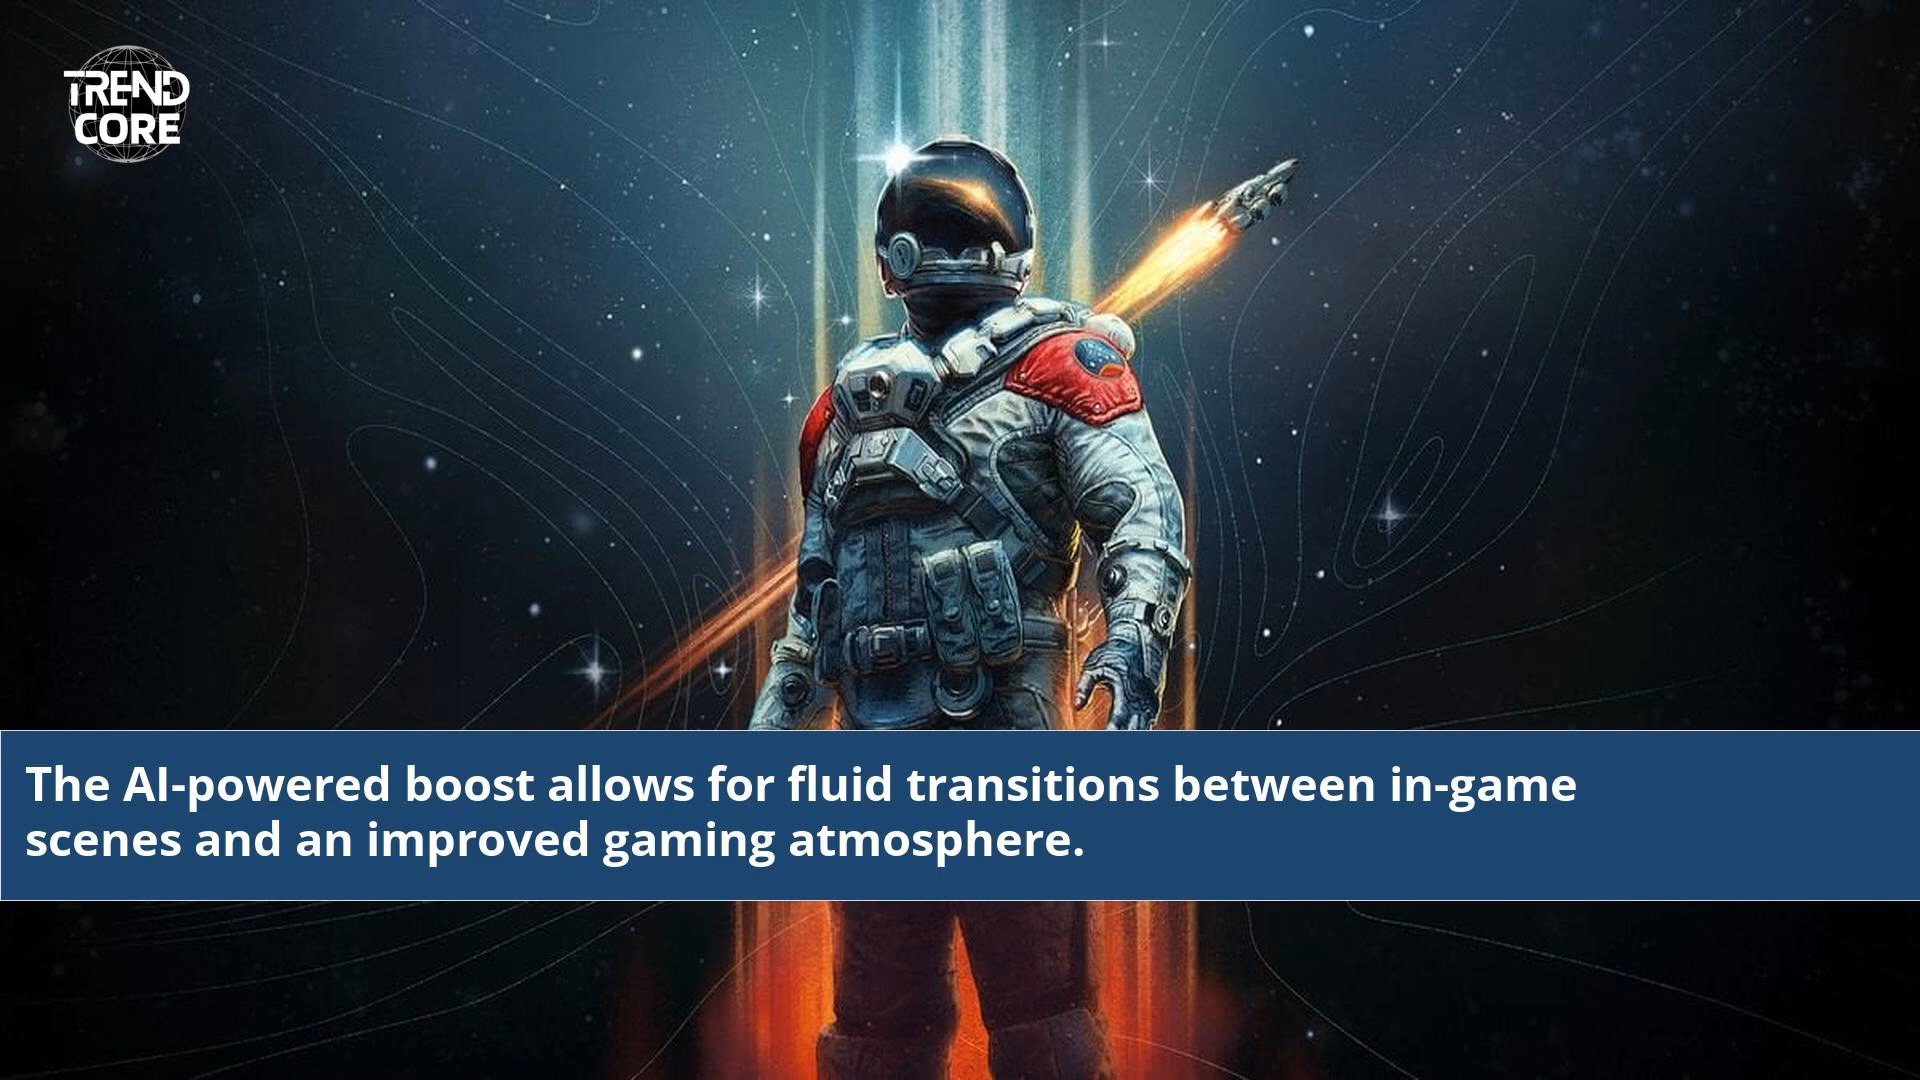 TREND
CORE
The AI-powered boost allows for fluid transitions between in-game
scenes and an improved gaming atmosphere.